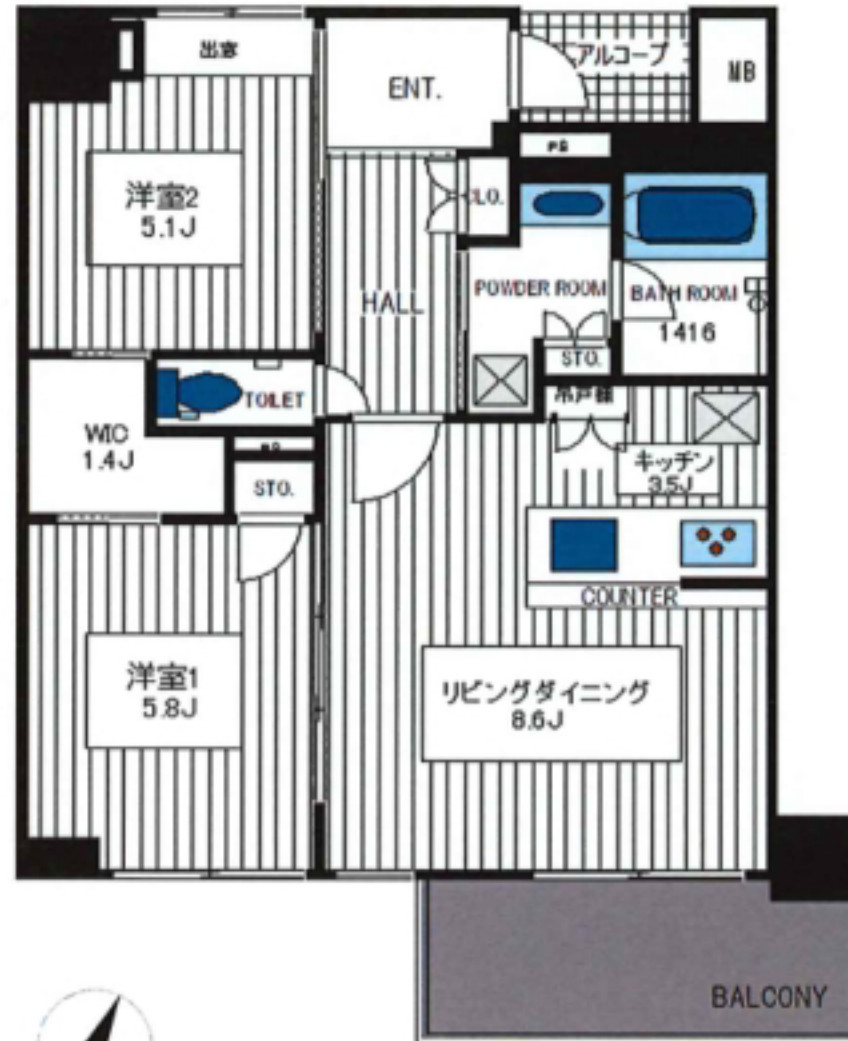 出窓
ENT.
アルコーブ
MB
PS
洋室2
5.1J
CLO.
HALL
POWDER ROOM
BATH ROOM
1416
STO.
TOILET
吊戸棚
WIC
1.4J
PS
STO.
キッチン
3.5J
COUNTER
洋室1
5.8J
リビングダイニング
8.6J
BALCONY